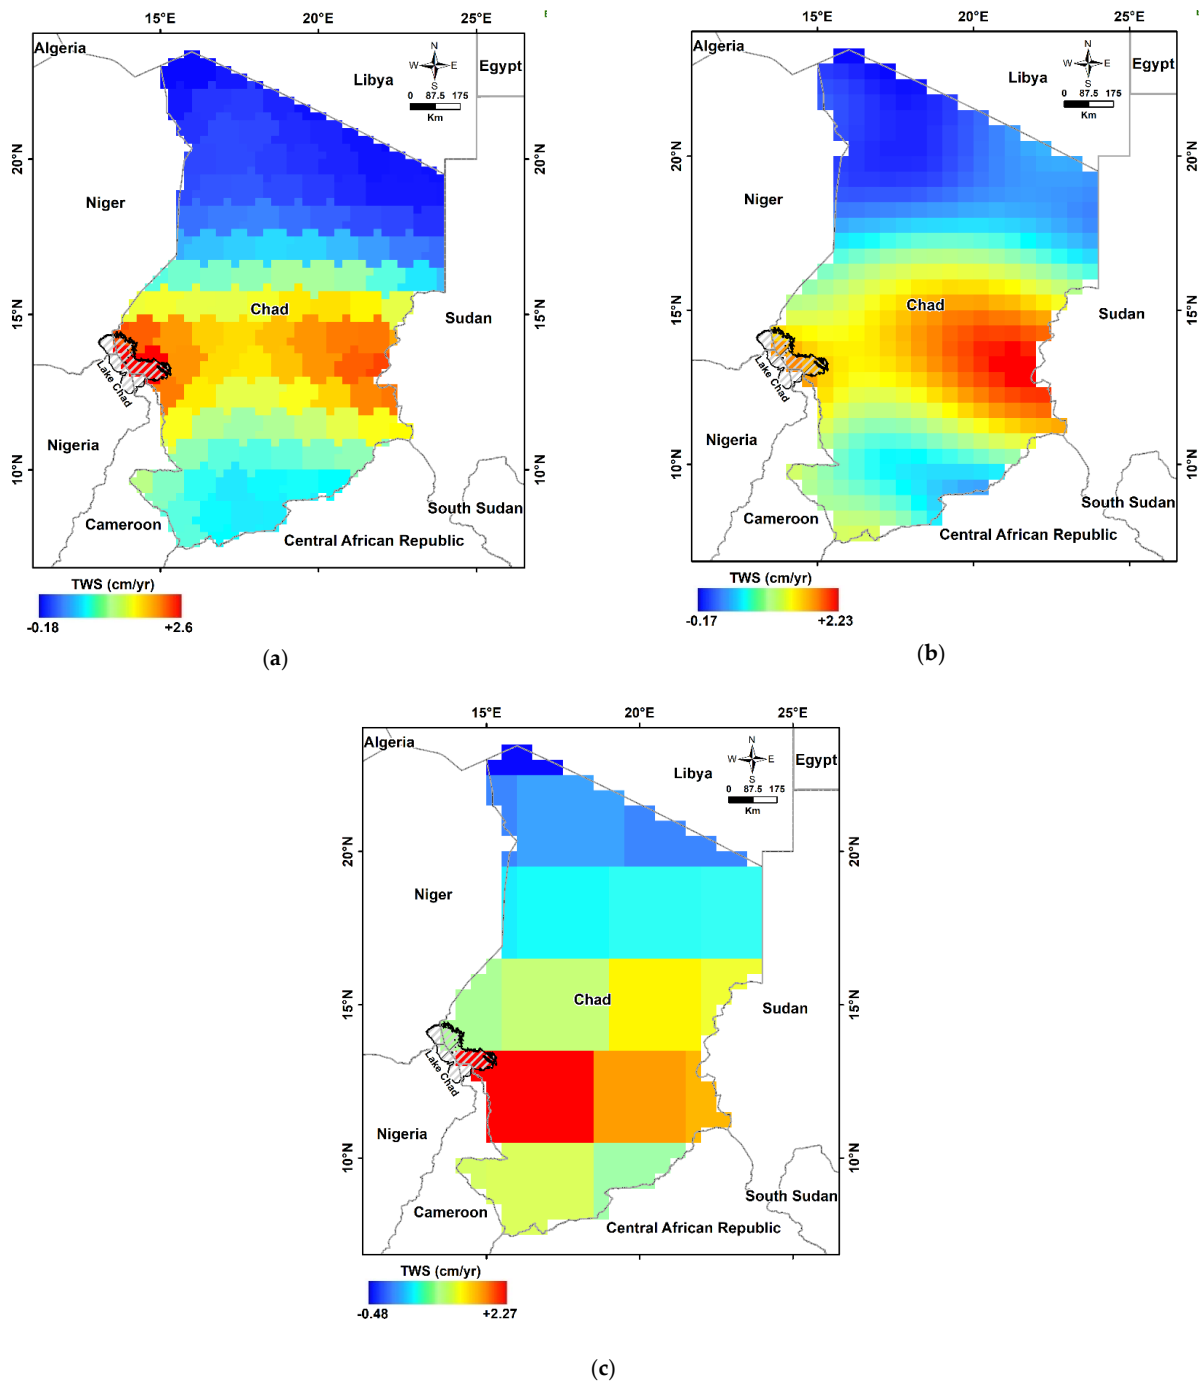 15°E 20°E 25°E
Algeria
Libya
Egypt
N
W E
S
0 87.5 175
Km
20°N 20°N
Niger
Chad
15°N 15°N
Sudan
Lake Chad
Nigeria
10°N 10°N
South Sudan
Cameroon
Central African Republic
TWS (cm/yr)
-0.18 +2.6
(a)
15°E 20°E 25°E
Algeria
Libya
Egypt
N
W E
S
0 87.5 175
Km
20°N 20°N
Niger
Chad
15°N 15°N
Sudan
Lake Chad
Nigeria
10°N 10°N
South Sudan
Cameroon
Central African Republic
TWS (cm/yr)
-0.17 +2.23
(b)
15°E 20°E 25°E
Algeria
Libya
Egypt
N
W E
S
0 87.5 175
Km
20°N 20°N
Niger
Chad
15°N 15°N
Sudan
Lake Chad
Nigeria
10°N 10°N
South Sudan
Cameroon
Central African Republic
TWS (cm/yr)
-0.48 +2.27
(c)